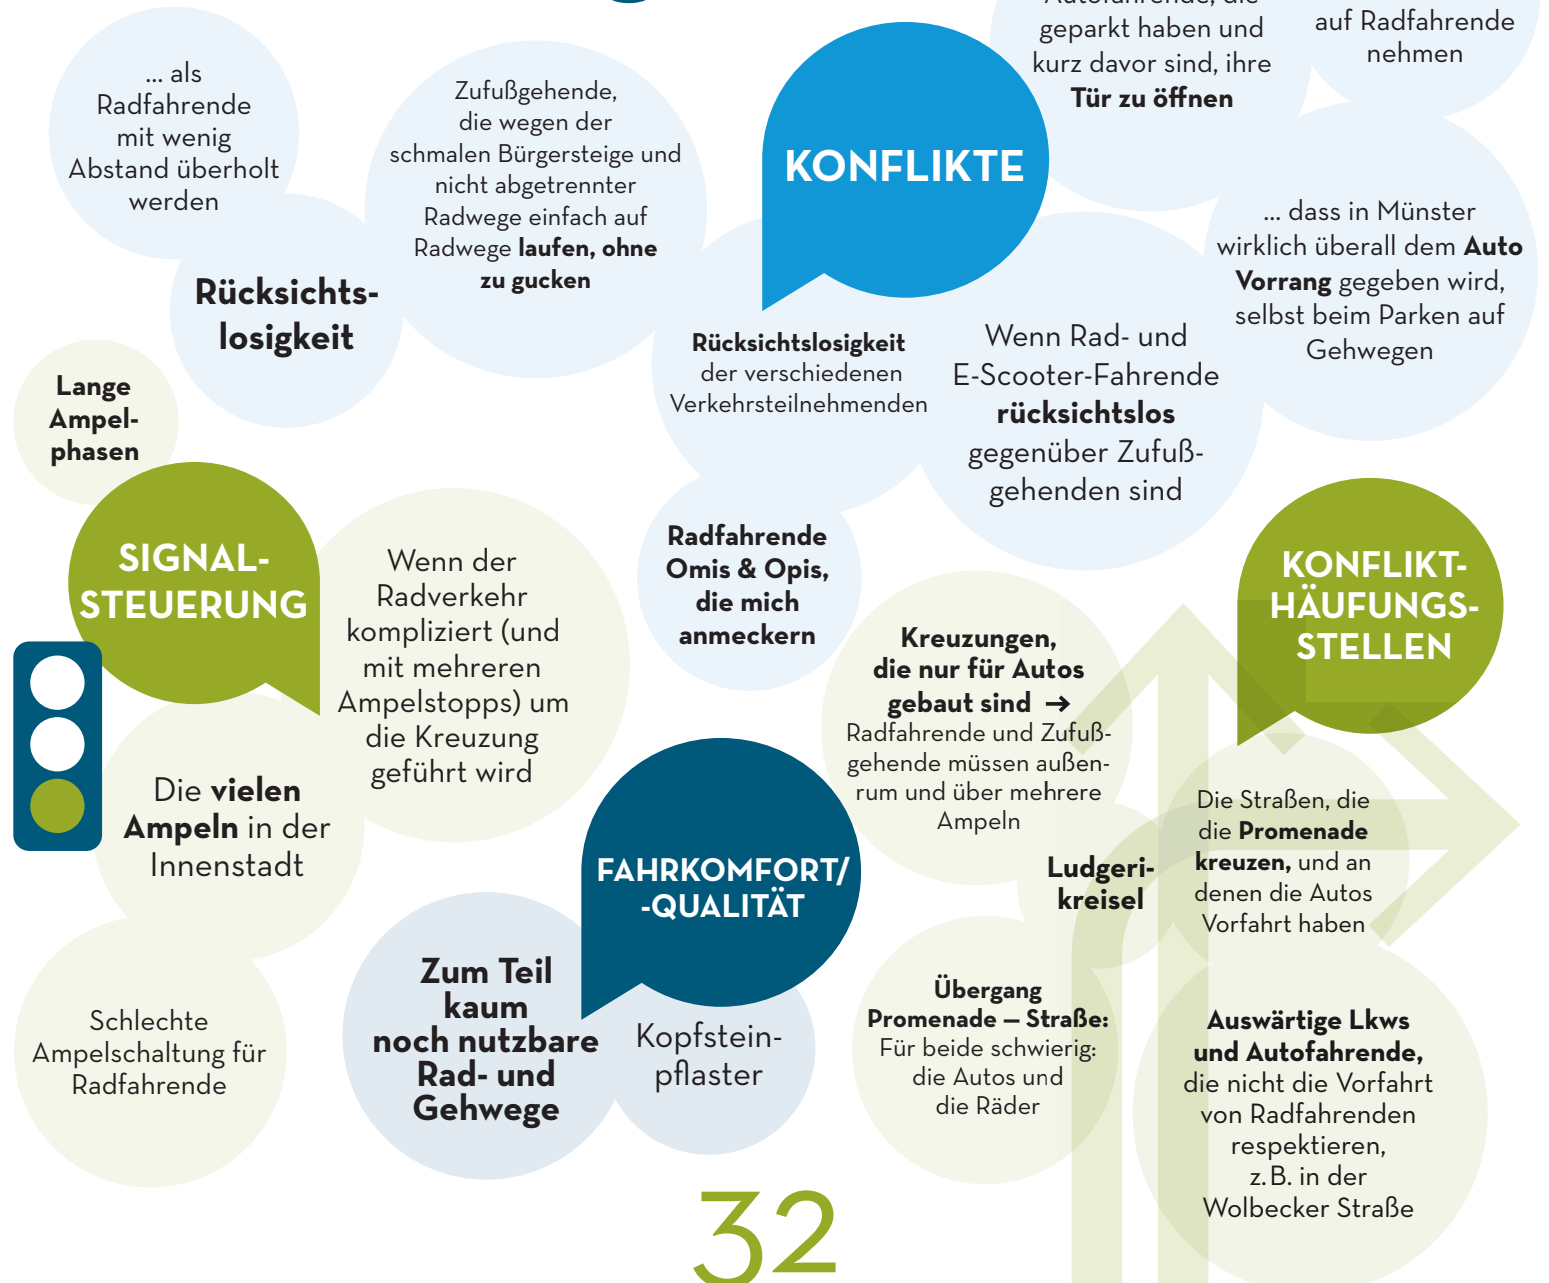 Autofahrende, die
geparkt haben und
kurz davor sind, ihre
Tür zu öffnen
auf Radfahrende
nehmen
... als
Radfahrende
mit wenig
Abstand überholt
werden
Zufußgehende,
die wegen der
schmalen Bürgersteige und
nicht abgetrennter
Radwege einfach auf
Radwege laufen, ohne
zu gucken
KONFLIKTE
... dass in Münster
wirklich überall dem Auto
Vorrang gegeben wird,
selbst beim Parken auf
Gehwegen
Rücksichts-
losigkeit
Rücksichtslosigkeit
der verschiedenen
Verkehrsteilnehmenden
Wenn Rad- und
E-Scooter-Fahrende
rücksichtslos
gegenüber Zufuß-
gehenden sind
Radfahrende
Omis & Opis,
die mich
anmeckern
Lange
Ampel-
phasen
SIGNAL-
STEUERUNG
Wenn der
Radverkehr
kompliziert (und
mit mehreren
Ampelstopps) um
die Kreuzung
geführt wird
Die vielen
Ampeln in der
Innenstadt
Schlechte
Ampelschaltung für
Radfahrende
FAHRKOMFORT/
-QUALITÄT
Zum Teil
kaum
noch nutzbare
Rad- und
Gehwege
Kopfstein-
pflaster
KONFLIKT-
HÄUFUNGS-
STELLEN
Kreuzungen,
die nur für Autos
gebaut sind →
Radfahrende und Zufuß-
gehende müssen außen-
rum und über mehrere
Ampeln
Ludgeri-
kreisel
Die Straßen, die
die Promenade
kreuzen, und an
denen die Autos
Vorfahrt haben
Übergang
Promenade – Straße:
Für beide schwierig:
die Autos und
die Räder
Auswärtige Lkws
und Autofahrende,
die nicht die Vorfahrt
von Radfahrenden
respektieren,
z. B. in der
Wolbecker Straße
32